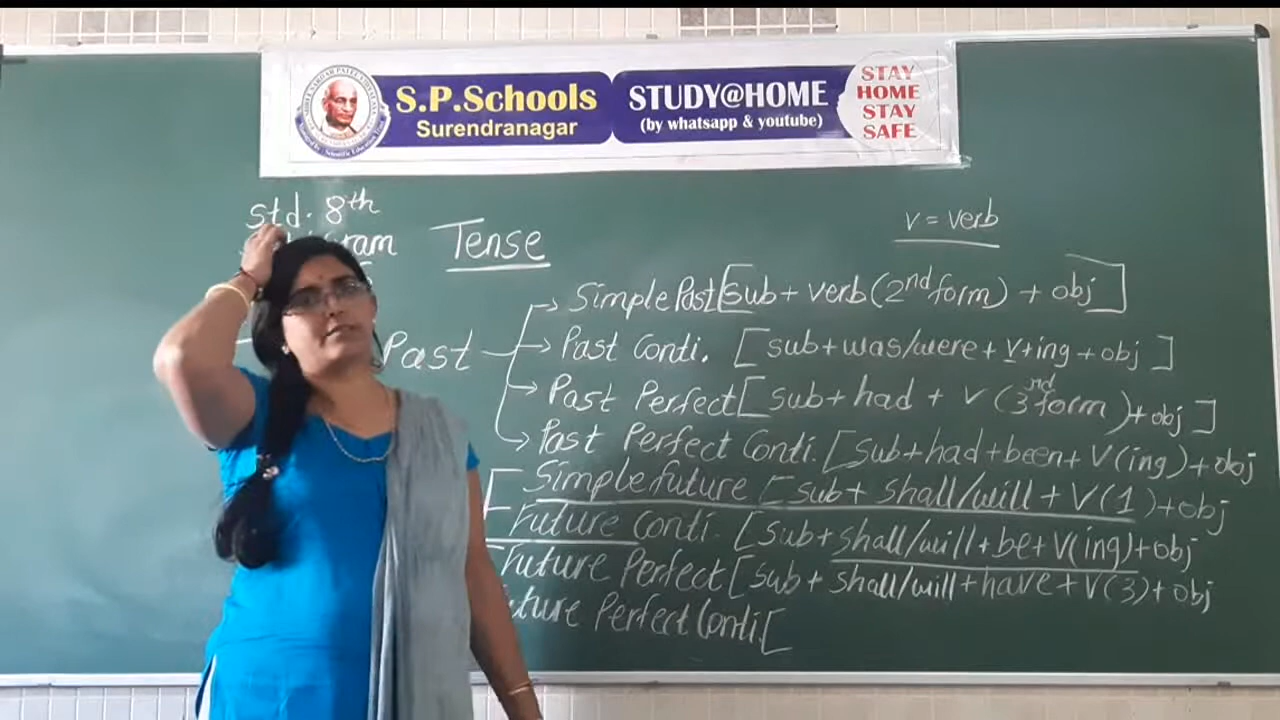 S.P.Schools
Surendranagar
STUDY@HOME
(by whatsapp & youtube)
STAY
HOME
STAY
SAFE
Std. 8th
Gram
Tense
V = Verb
Past
Simple Past [Sub + verb (2nd form) + obj]
Past Conti. [sub + was/were + v + ing + obj]
Past Perfect [sub + had + V (3nd form) + obj]
Past Perfect Conti. [Sub + had + been + V (ing) + obj
Simple future [sub + shall/will + V (1) + obj
Future Conti. [Sub + shall/will + be + V (ing) + obj
Future Perfect [sub + shall/will + have + V (3) + obj
uture Perfect Conti. [